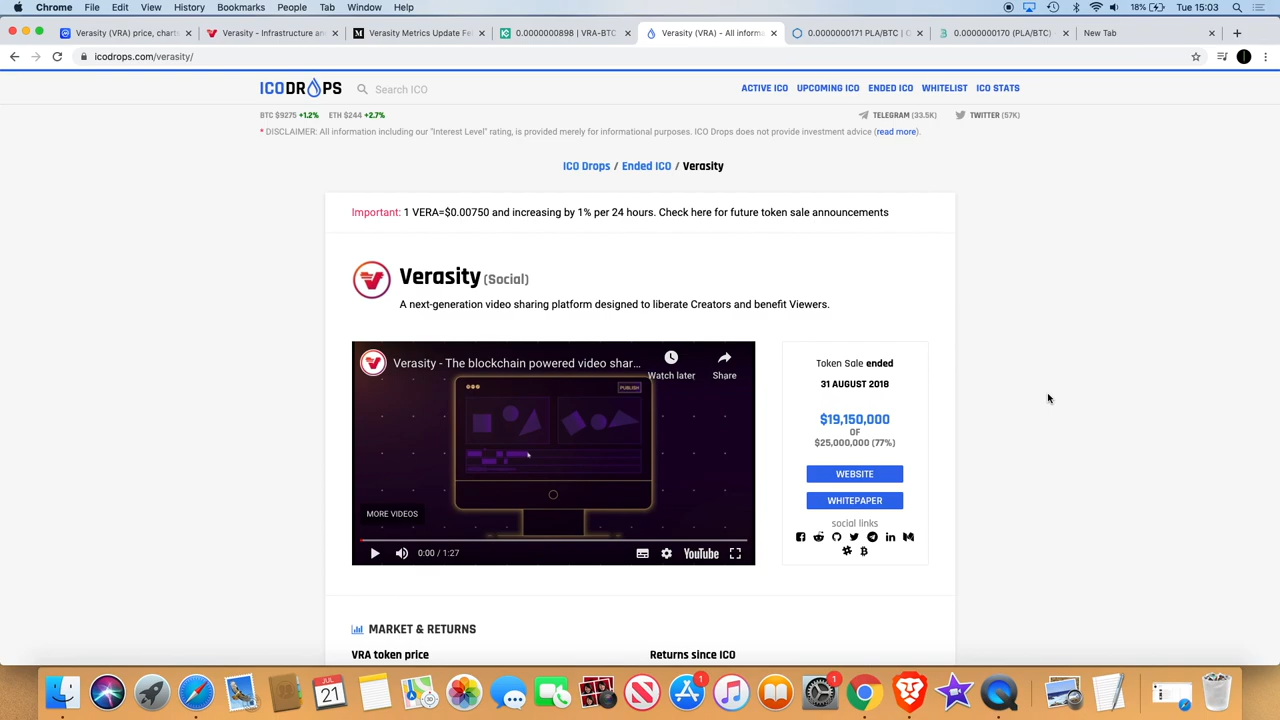 Chrome File Edit View History Bookmarks People Tab Window Help 18% Tue 15:03
Verasity (VRA) price, chart
Verasity - Infrastructure an
Verasity Metrics Update Fe
0.0000000898 | VRA-BTC
Verasity (VRA) - All informa
0.0000000171 PLA/BTC |
0.0000000170 (PLA/BTC)
New Tab
icodrops.com/verasity/
ICODROPS Search ICO ACTIVE ICO UPCOMING ICO ENDED ICO WHITELIST ICO STATS
BTC $9275 +1.2% ETH $244 +2.7% TELEGRAM (33.5K) TWITTER (57K)
* DISCLAIMER: All information including our "Interest Level" rating, is provided merely for informational purposes. ICO Drops does not provide investment advice (read more).
ICO Drops / Ended ICO / Verasity
Important: 1 VERA=$0.00750 and increasing by 1% per 24 hours. Check here for future token sale announcements
Verasity (Social)
A next-generation video sharing platform designed to liberate Creators and benefit Viewers.
Verasity - The blockchain powered video shar...
Watch later
Share
PUBLISH
MORE VIDEOS
0:00 / 1:27
YouTube
Token Sale ended
31 AUGUST 2018
$19,150,000
OF
$25,000,000 (77%)
WEBSITE
WHITEPAPER
social links
MARKET & RETURNS
VRA token price
Returns since ICO
JUL
21
1
1